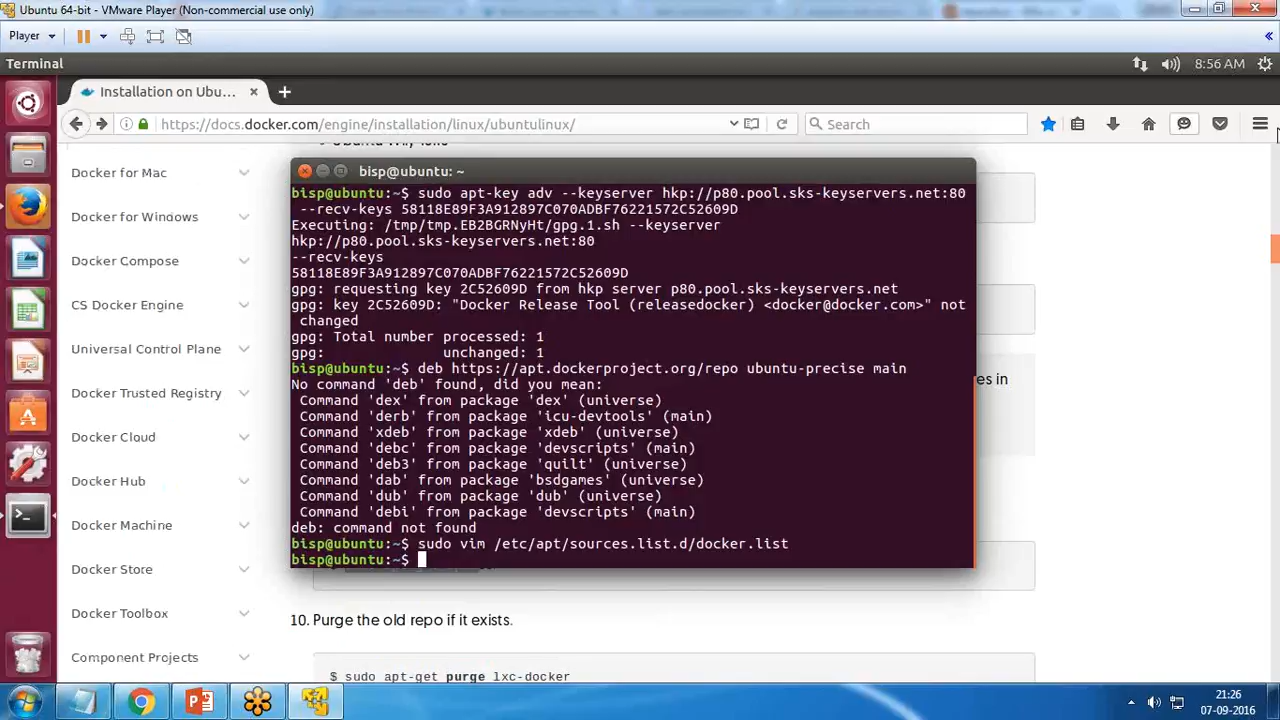 Ubuntu 64-bit - VMware Player (Non-commercial use only)
Player
Terminal
8:56 AM
Installation on Ubu...
https://docs.docker.com/engine/installation/linux/ubuntulinux/
Search
Docker for Mac
Docker for Windows
Docker Compose
CS Docker Engine
Universal Control Plane
Docker Trusted Registry
Docker Cloud
Docker Hub
Docker Machine
Docker Store
Docker Toolbox
Component Projects
bisp@ubuntu: ~
bisp@ubuntu:~$ sudo apt-key adv --keyserver hkp://p80.pool.sks-keyservers.net:80
--recv-keys 58118E89F3A912897C070ADBF76221572C52609D
Executing: /tmp/tmp.EB2BGRNyHt/gpg.1.sh --keyserver
hkp://p80.pool.sks-keyservers.net:80
--recv-keys
58118E89F3A912897C070ADBF76221572C52609D
gpg: requesting key 2C52609D from hkp server p80.pool.sks-keyservers.net
gpg: key 2C52609D: "Docker Release Tool (releasedocker) <docker@docker.com>" not
changed
gpg: Total number processed: 1
gpg: unchanged: 1
bisp@ubuntu:~$ deb https://apt.dockerproject.org/repo ubuntu-precise main
No command 'deb' found, did you mean:
Command 'dex' from package 'dex' (universe)
Command 'derb' from package 'icu-devtools' (main)
Command 'xdeb' from package 'xdeb' (universe)
Command 'debc' from package 'devscripts' (main)
Command 'deb3' from package 'quilt' (universe)
Command 'dab' from package 'bsdgames' (universe)
Command 'dub' from package 'dub' (universe)
Command 'debi' from package 'devscripts' (main)
deb: command not found
bisp@ubuntu:~$ sudo vim /etc/apt/sources.list.d/docker.list
bisp@ubuntu:~$
es in
10. Purge the old repo if it exists.
$ sudo apt-get purge lxc-docker
21:26
07-09-2016